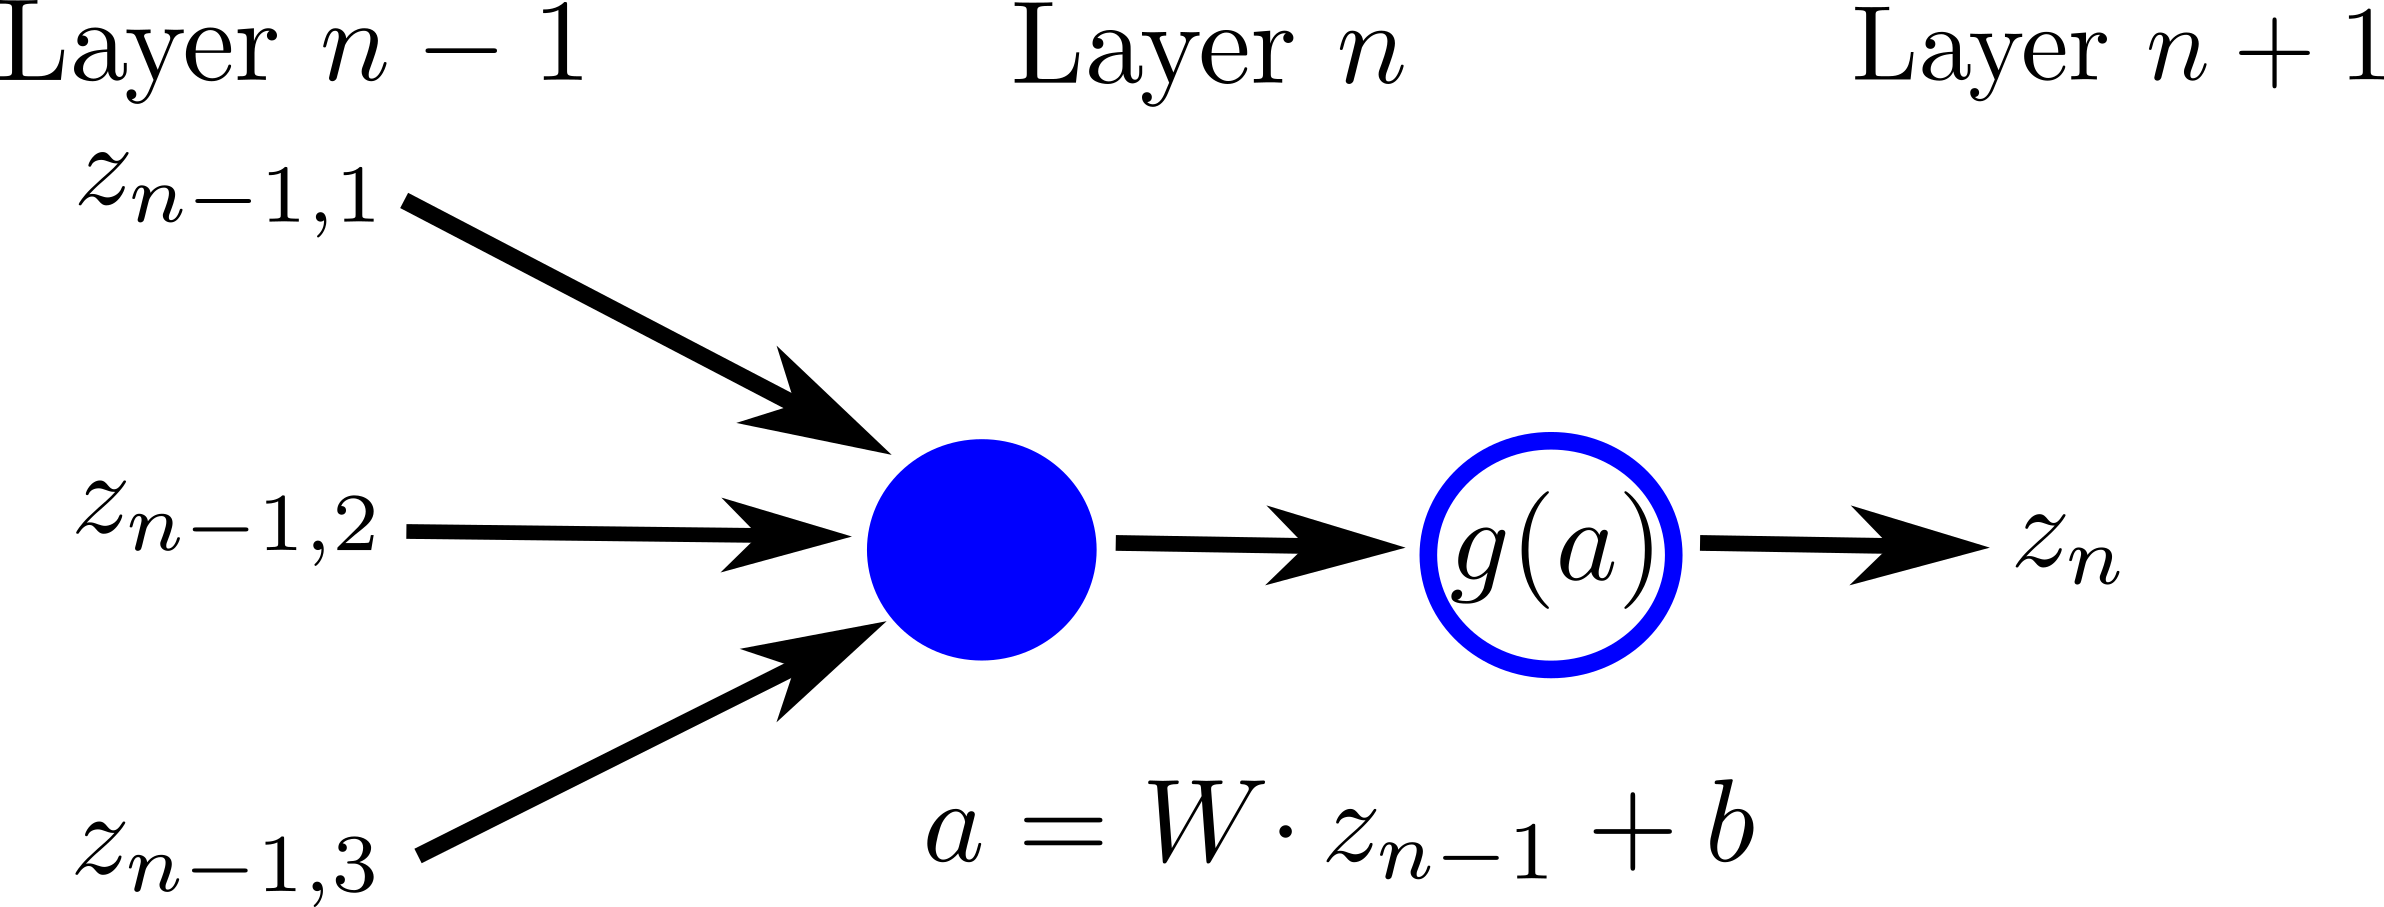 Layer n − 1 Layer n Layer n + 1
z_{n−1,1}
z_{n−1,2} g(a) z_n
z_{n−1,3}
a = W · z_{n−1} + b